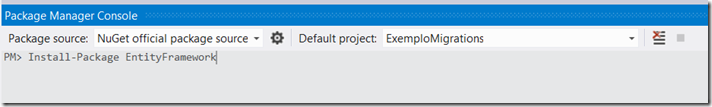 Package Manager Console
Package source: NuGet official package source Default project: ExemploMigrations
PM> Install-Package EntityFramework